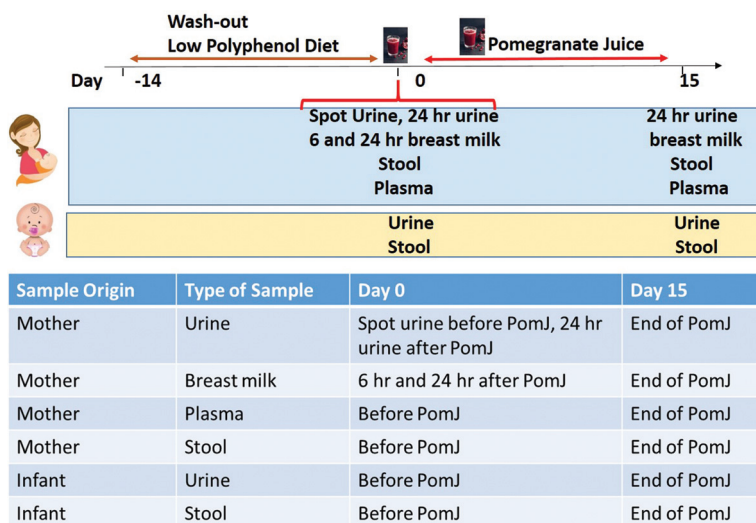 Wash-out
Low Polyphenol Diet
Pomegranate Juice
Day -14 0 15
Spot Urine, 24 hr urine 24 hr urine
6 and 24 hr breast milk breast milk
Stool Stool
Plasma Plasma
Urine Urine
Stool Stool
Sample Origin Type of Sample Day 0 Day 15
Mother Urine Spot urine before PomJ, 24 hr End of PomJ
urine after PomJ
Mother Breast milk 6 hr and 24 hr after PomJ End of PomJ
Mother Plasma Before PomJ End of PomJ
Mother Stool Before PomJ End of PomJ
Infant Urine Before PomJ End of PomJ
Infant Stool Before PomJ End of PomJ